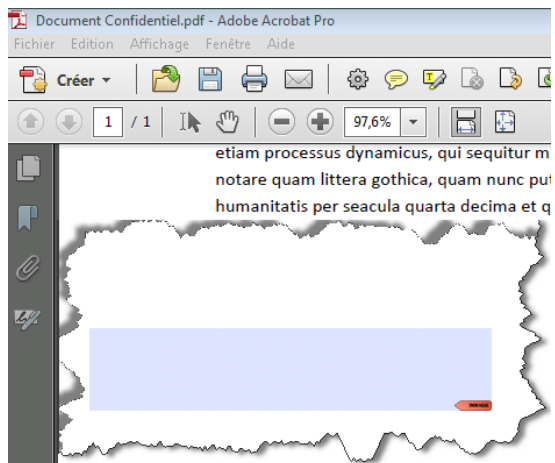 Document Confidentiel.pdf - Adobe Acrobat Pro
Fichier Edition Affichage Fenêtre Aide
Créer
1 / 1 97,6%
etiam processus dynamicus, qui sequitur m
notare quam littera gothica, quam nunc put
humanitatis per seacula quarta decima et q